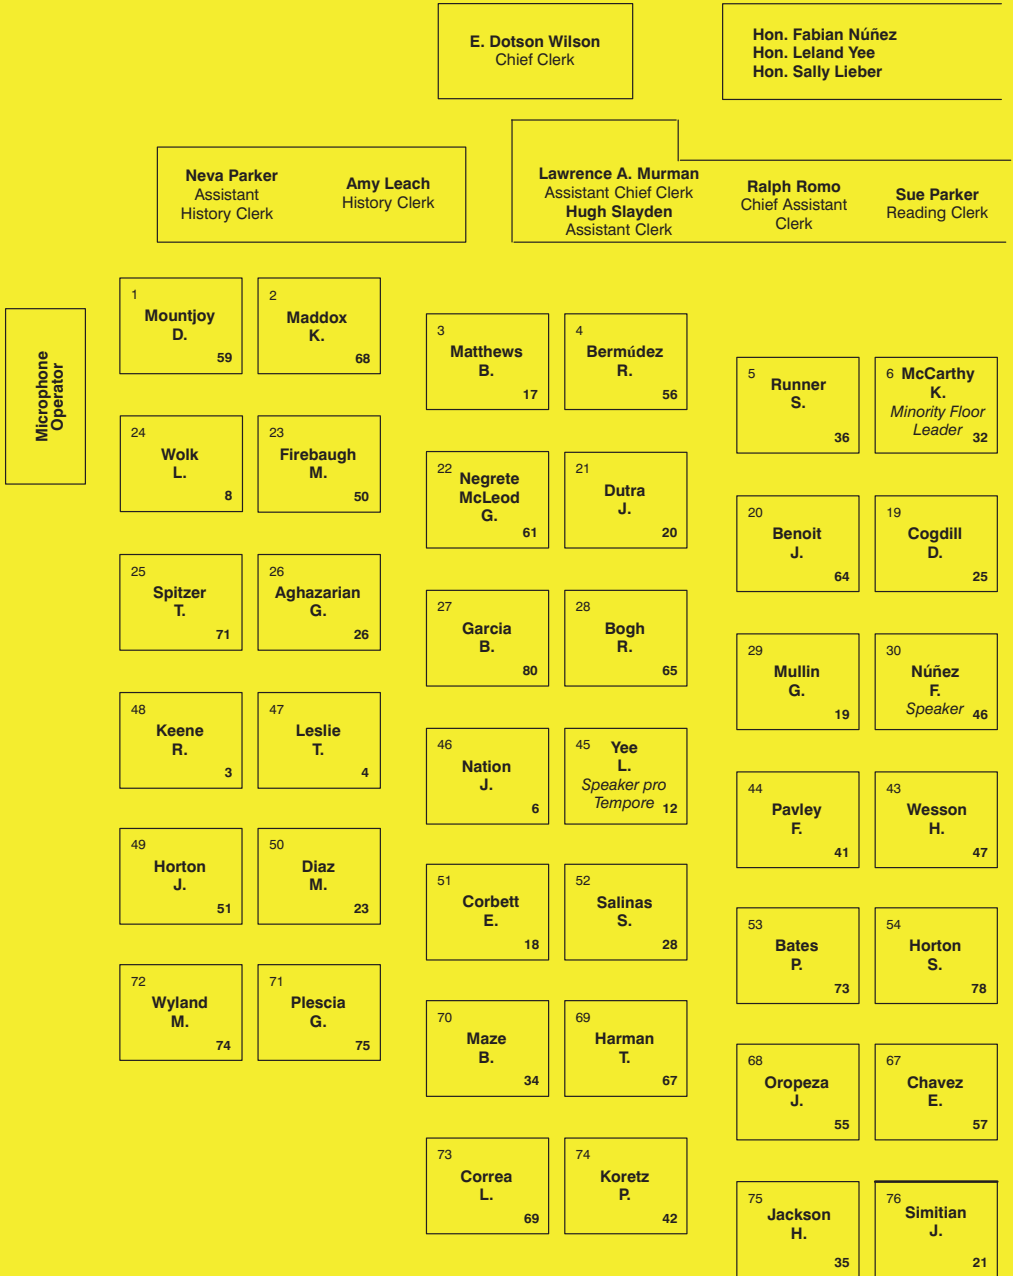 E. Dotson Wilson
Chief Clerk
Hon. Fabian Núñez
Hon. Leland Yee
Hon. Sally Lieber
Neva Parker
Assistant
History Clerk
Amy Leach
History Clerk
Lawrence A. Murman
Assistant Chief Clerk
Hugh Slayden
Assistant Clerk
Ralph Romo
Chief Assistant
Clerk
Sue Parker
Reading Clerk
Microphone
Operator
1
Mountjoy
D.
59
2
Maddox
K.
68
3
Matthews
B.
17
4
Bermúdez
R.
56
5
Runner
S.
36
6 McCarthy
K.
Minority Floor
Leader 32
24
Wolk
L.
8
23
Firebaugh
M.
50
22 Negrete
McLeod
G.
61
21
Dutra
J.
20
20
Benoit
J.
64
19
Cogdill
D.
25
25
Spitzer
T.
71
26
Aghazarian
G.
26
27
Garcia
B.
80
28
Bogh
R.
65
29
Mullin
G.
19
30
Núñez
F.
Speaker 46
48
Keene
R.
3
47
Leslie
T.
4
46
Nation
J.
6
45 Yee
L.
Speaker pro
Tempore 12
44
Pavley
F.
41
43
Wesson
H.
47
49
Horton
J.
51
50
Diaz
M.
23
51
Corbett
E.
18
52
Salinas
S.
28
53
Bates
P.
73
54
Horton
S.
78
72
Wyland
M.
74
71
Plescia
G.
75
70
Maze
B.
34
69
Harman
T.
67
68
Oropeza
J.
55
67
Chavez
E.
57
73
Correa
L.
69
74
Koretz
P.
42
75
Jackson
H.
35
76
Simitian
J.
21